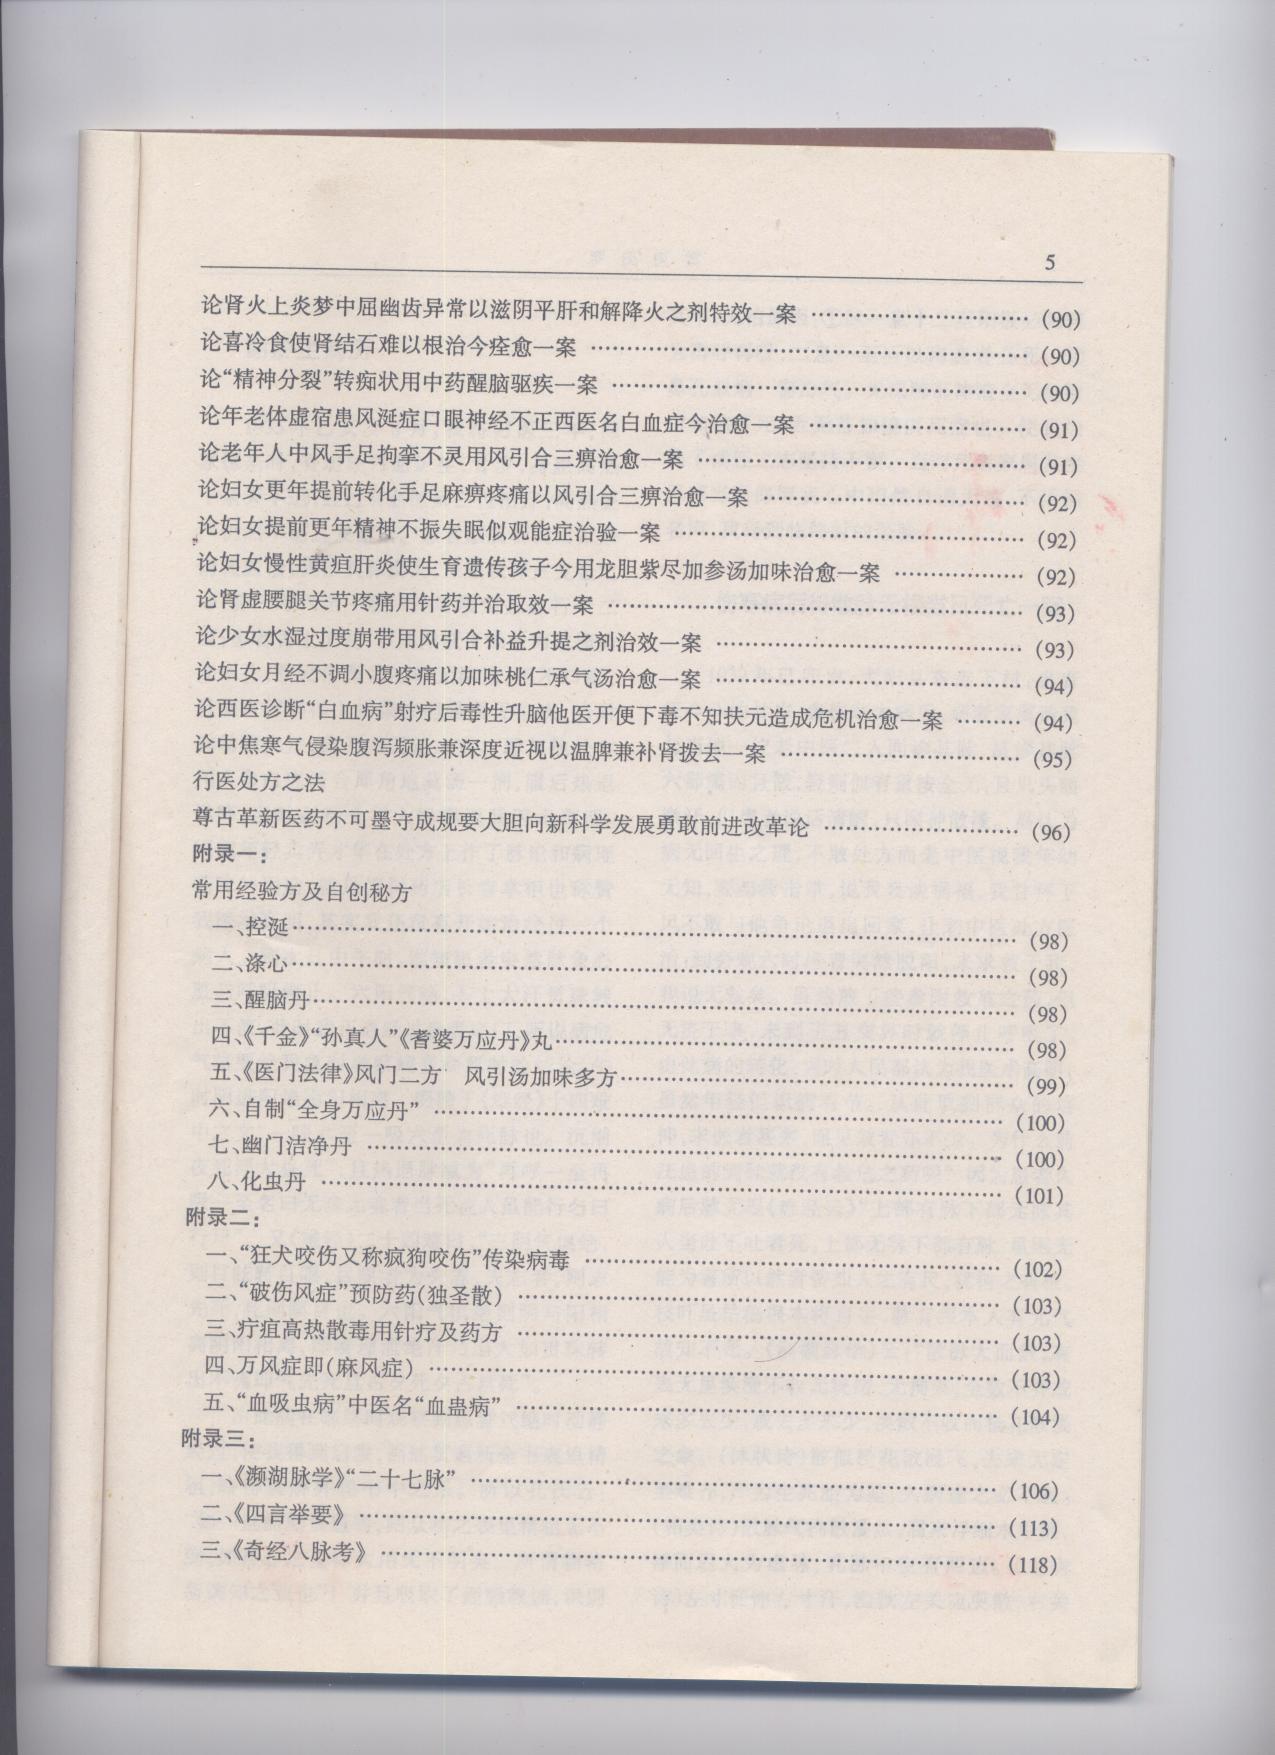 5
论肾火上炎梦中屈幽齿异常以滋阴平肝和解降火之剂特效一案 ……………………… (90)
论喜冷食使肾结石难以根治今痊愈一案 ……………………… (90)
论“精神分裂”转痴状用中药醒脑驱疾一案 ……………………… (90)
论年老体虚宿患风涎症口眼神经不正西医名白血症今治愈一案 ……………………… (91)
论老年人中风手足拘挛不灵用风引合三痹治愈一案 ……………………… (91)
论妇女更年提前转化手足麻痹疼痛以风引合三痹治愈一案 ……………………… (92)
论妇女提前更年精神不振失眠似观能症治验一案 ……………………… (92)
论妇女慢性黄疸肝炎使生育遗传孩子今用龙胆紫尽加参汤加味治愈一案 ……………… (92)
论肾虚腰腿关节疼痛用针药并治取效一案 ……………………… (93)
论少女水湿过度崩带用风引合补益升提之剂治效一案 ……………………… (93)
论妇女月经不调小腹疼痛以加味桃仁承气汤治愈一案 ……………………… (94)
论西医诊断“白血病”射疗后毒性升脑他医开便下毒不知扶元造成危机治愈一案 ……… (94)
论中焦寒气侵染腹泻频胀兼深度近视以温脾兼补肾拨去一案 ……………………… (95)
行医处方之法
尊古革新医药不可墨守成规要大胆向新科学发展勇敢前进改革论 ……………………… (96)
附录一：
常用经验方及自创秘方
一、控涎……………………… (98)
二、涤心……………………… (98)
三、醒脑丹……………………… (98)
四、《千金》“孙真人”《耆婆万应丹》丸……………………… (98)
五、《医门法律》风门二方　风引汤加味多方……………………… (99)
六、自制“全身万应丹” ……………………… (100)
七、幽门洁净丹 ……………………… (100)
八、化虫丹 ……………………… (101)
附录二：
一、“狂犬咬伤又称疯狗咬伤”传染病毒 ……………………… (102)
二、“破伤风症”预防药(独圣散) ……………………… (103)
三、疔疽高热散毒用针疗及药方 ……………………… (103)
四、万风症即(麻风症) ……………………… (103)
五、“血吸虫病”中医名“血蛊病” ……………………… (104)
附录三：
一、《濒湖脉学》“二十七脉” ……………………… (106)
二、《四言举要》 ……………………… (113)
三、《奇经八脉考》 ……………………… (118)